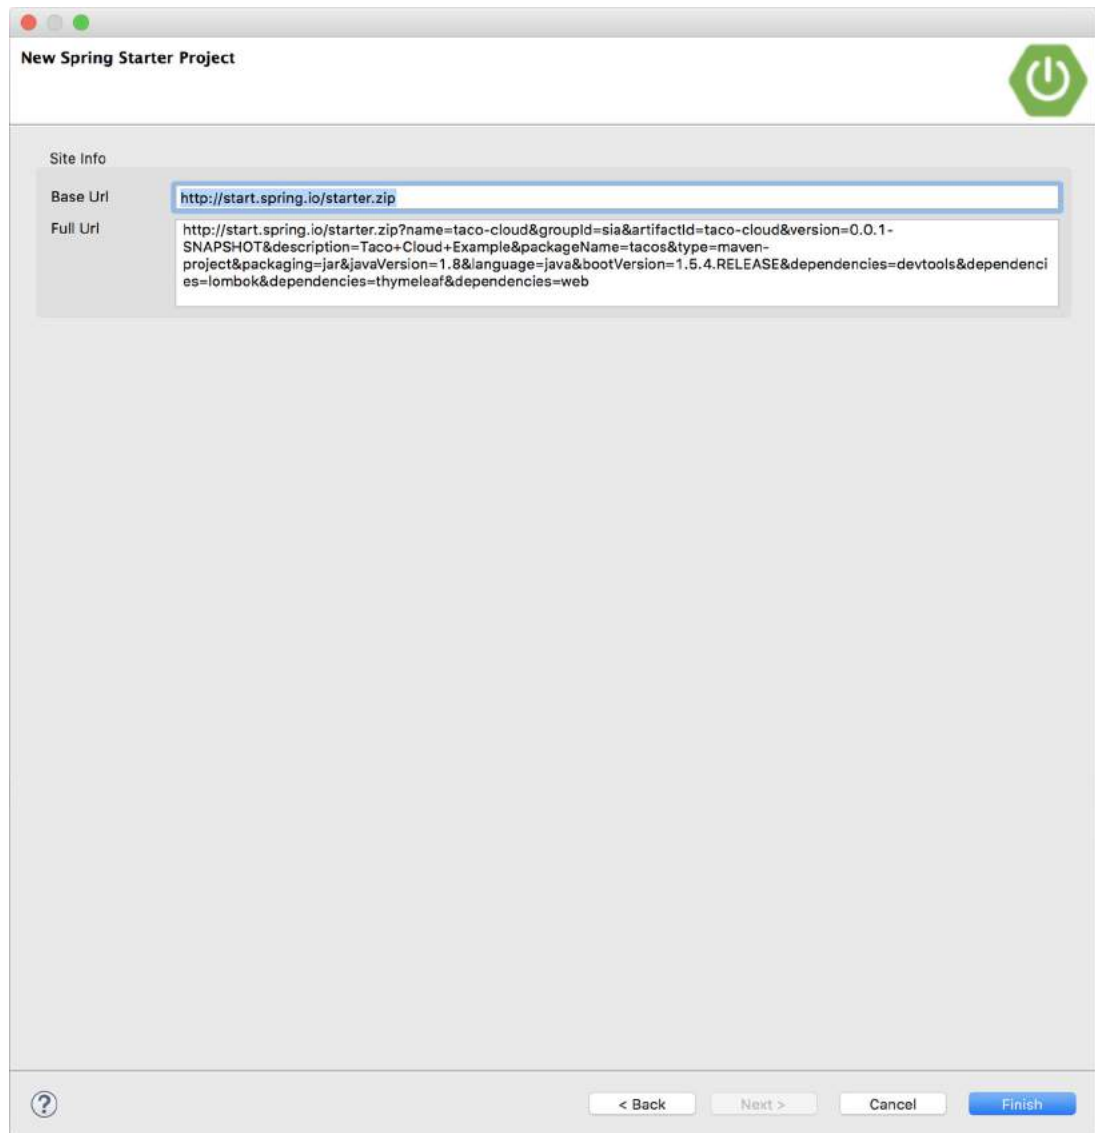 New Spring Starter Project
Site Info
Base Url
http://start.spring.io/starter.zip
Full Url
http://start.spring.io/starter.zip?name=taco-cloud&groupId=sia&artifactId=taco-cloud&version=0.0.1-
SNAPSHOT&description=Taco+Cloud+Example&packageName=tacos&type=maven-
project&packaging=jar&javaVersion=1.8&language=java&bootVersion=1.5.4.RELEASE&dependencies=devtools&dependenci
es=lombok&dependencies=thymeleaf&dependencies=web
?
< Back
Next >
Cancel
Finish